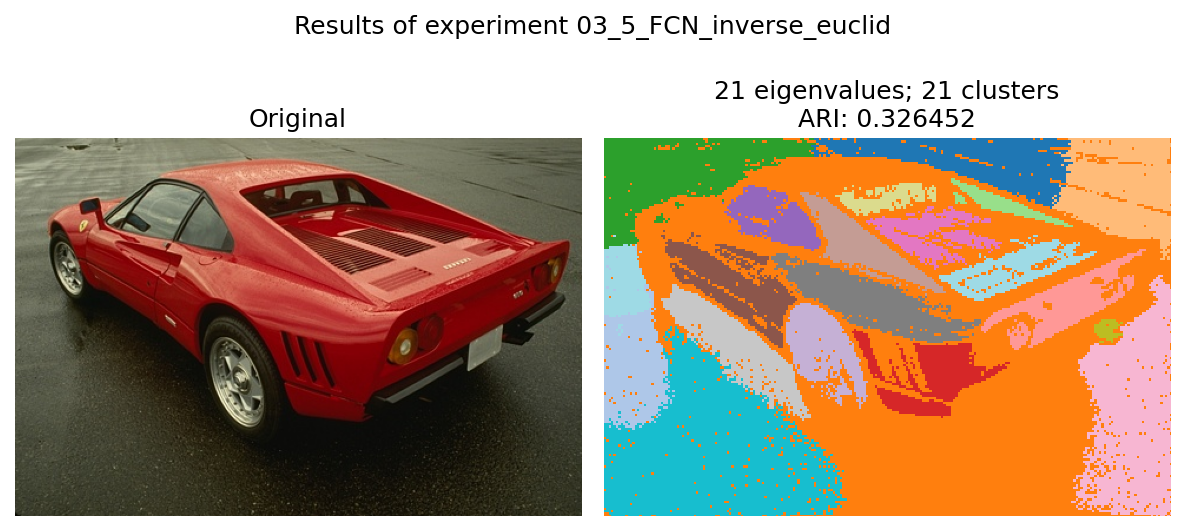 Results of experiment 03_5_FCN_inverse_euclid
Original
21 eigenvalues; 21 clusters
ARI: 0.326452